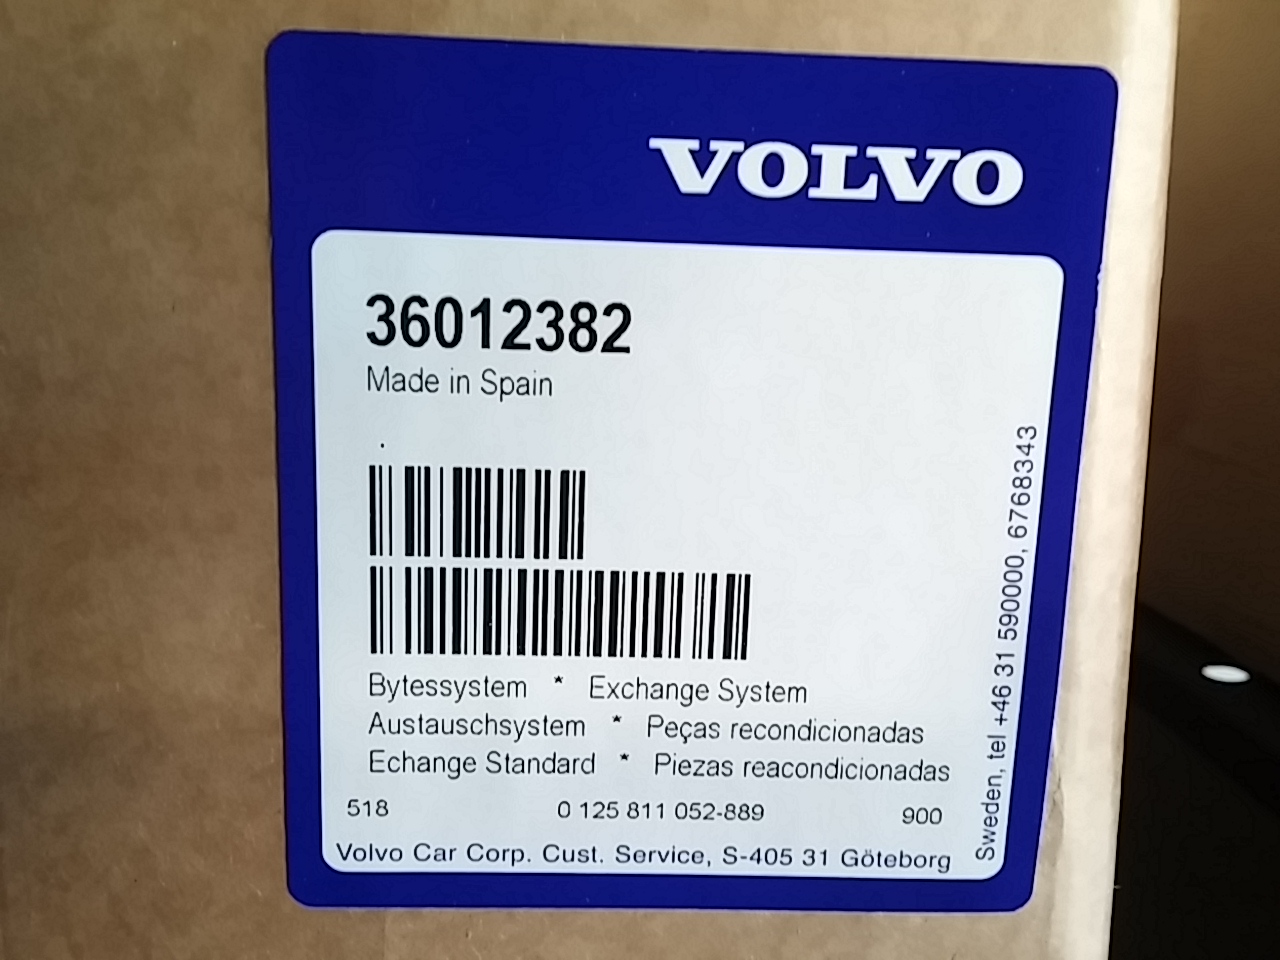 VOLVO
36012382
Made in Spain
Bytessystem * Exchange System
Austauschsystem * Peças recondicionadas
Echange Standard * Piezas reacondicionadas
518 0 125 811 052-889 900
Volvo Car Corp. Cust. Service, S-405 31 Göteborg
Sweden, tel +46 31 590000, 6768343